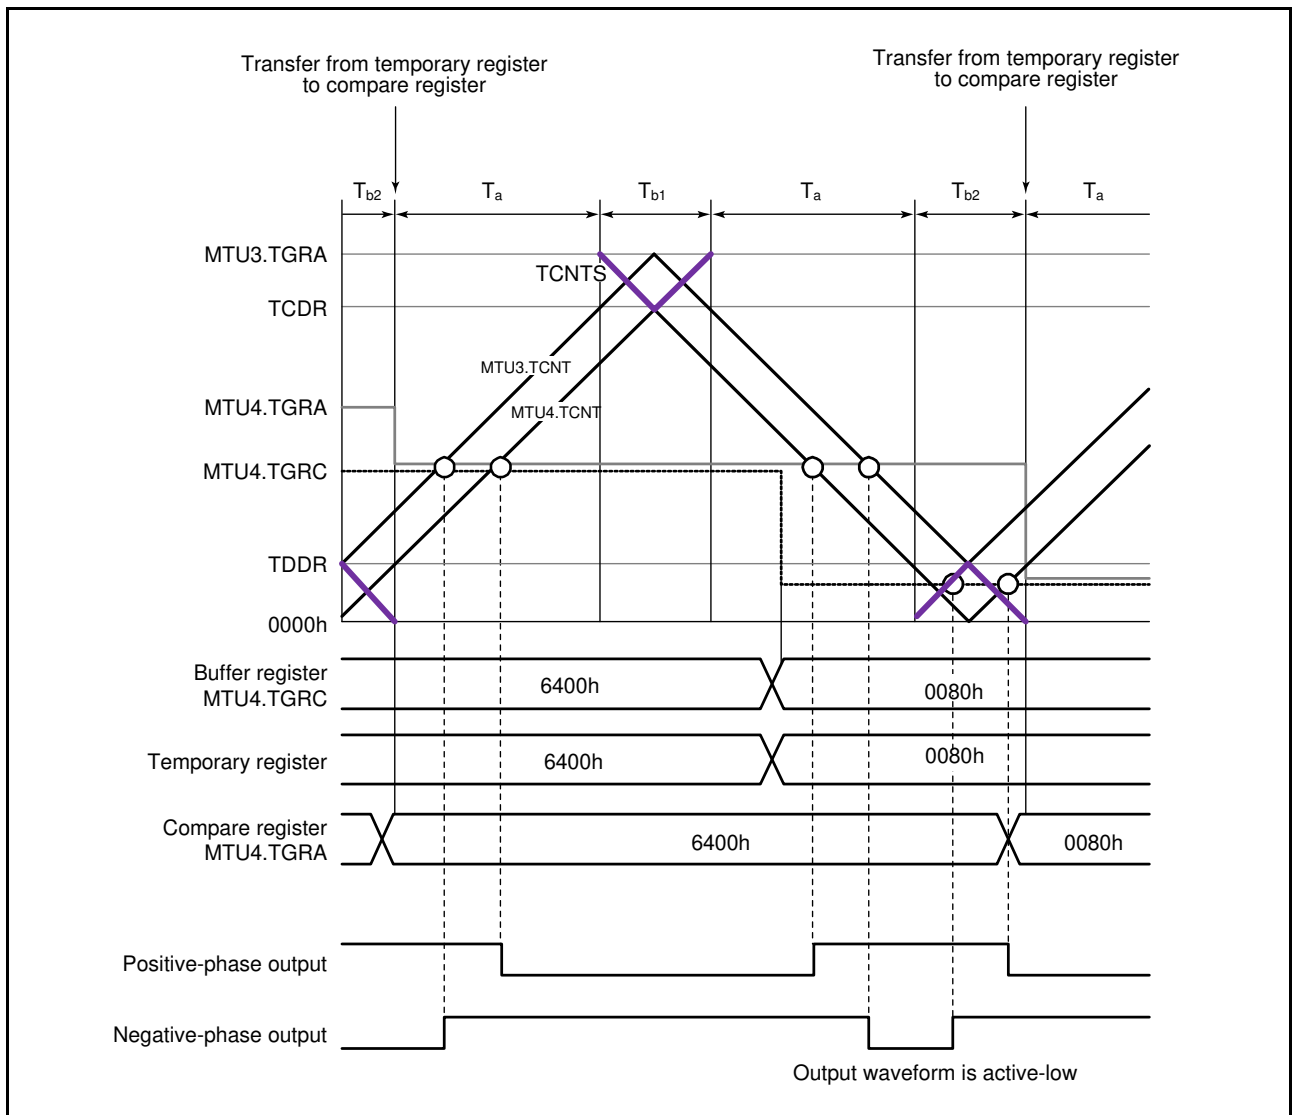 Transfer from temporary register
to compare register
Transfer from temporary register
to compare register
Tb2
Ta
Tb1
Ta
Tb2
Ta
MTU3.TGRA
TCNTS
TCDR
MTU3.TCNT
MTU4.TGRA
MTU4.TCNT
MTU4.TGRC
TDDR
0000h
Buffer register
MTU4.TGRC
6400h
0080h
Temporary register
6400h
0080h
Compare register
MTU4.TGRA
6400h
0080h
Positive-phase output
Negative-phase output
Output waveform is active-low